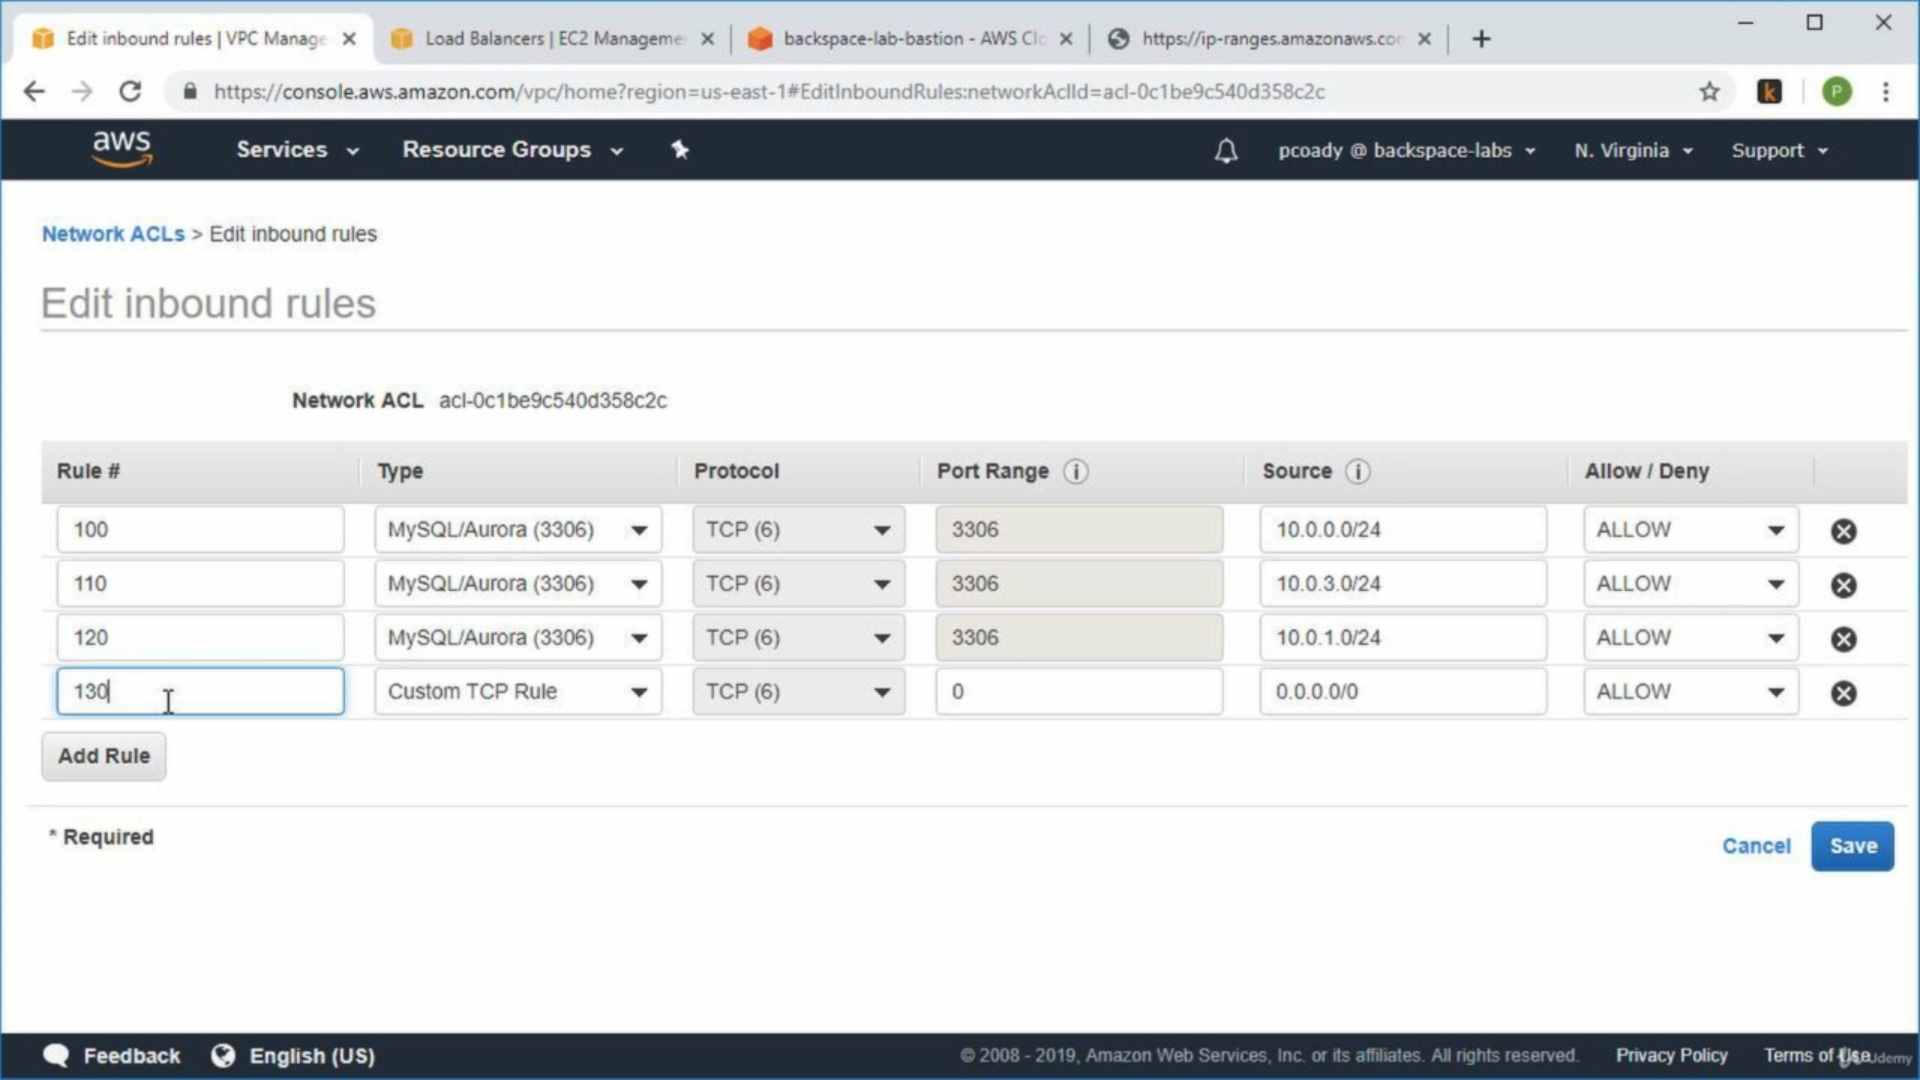 Edit inbound rules | VPC Manage
Load Balancers | EC2 Manageme
backspace-lab-bastion - AWS Clo
https://ip-ranges.amazonaws.co
https://console.aws.amazon.com/vpc/home?region=us-east-1#EditInboundRules:networkAclId=acl-0c1be9c540d358c2c
k
P
aws
Services
Resource Groups
pcoady @ backspace-labs
N. Virginia
Support
Network ACLs > Edit inbound rules
Edit inbound rules
Network ACL acl-0c1be9c540d358c2c
Rule # Type Protocol Port Range i Source i Allow / Deny
100 MySQL/Aurora (3306) TCP (6) 3306 10.0.0.0/24 ALLOW
110 MySQL/Aurora (3306) TCP (6) 3306 10.0.3.0/24 ALLOW
120 MySQL/Aurora (3306) TCP (6) 3306 10.0.1.0/24 ALLOW
130 Custom TCP Rule TCP (6) 0 0.0.0.0/0 ALLOW
Add Rule
* Required
Cancel
Save
Feedback
English (US)
© 2008 - 2019, Amazon Web Services, Inc. or its affiliates. All rights reserved.
Privacy Policy
Terms of Use
Udemy